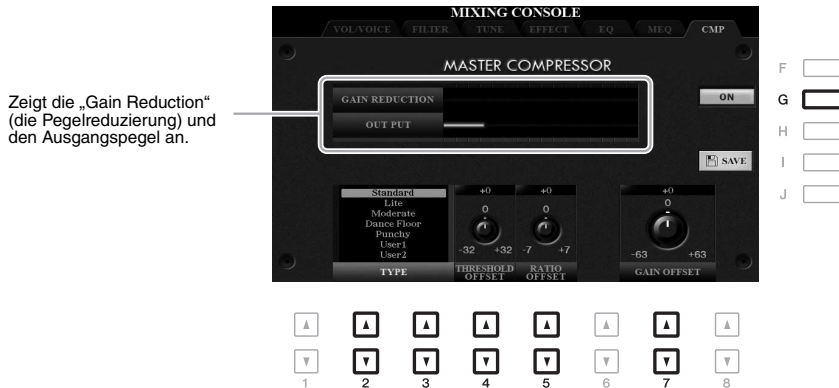 MIXING CONSOLE
VOL/VOICE FILTER TUNE EFFECT EQ MEQ CMP
MASTER COMPRESSOR
Zeigt die „Gain Reduction“
(die Pegelreduzierung) und
den Ausgangspegel an.
GAIN REDUCTION
OUT PUT
ON
SAVE
F
G
H
I
J
Standard
Lite
Moderate
Dance Floor
Punchy
User1
User2
TYPE
+0
0
-32 +32
THRESHOLD
OFFSET
+0
0
-7 +7
RATIO
OFFSET
+0
0
-63 +63
GAIN OFFSET
1 2 3 4 5 6 7 8